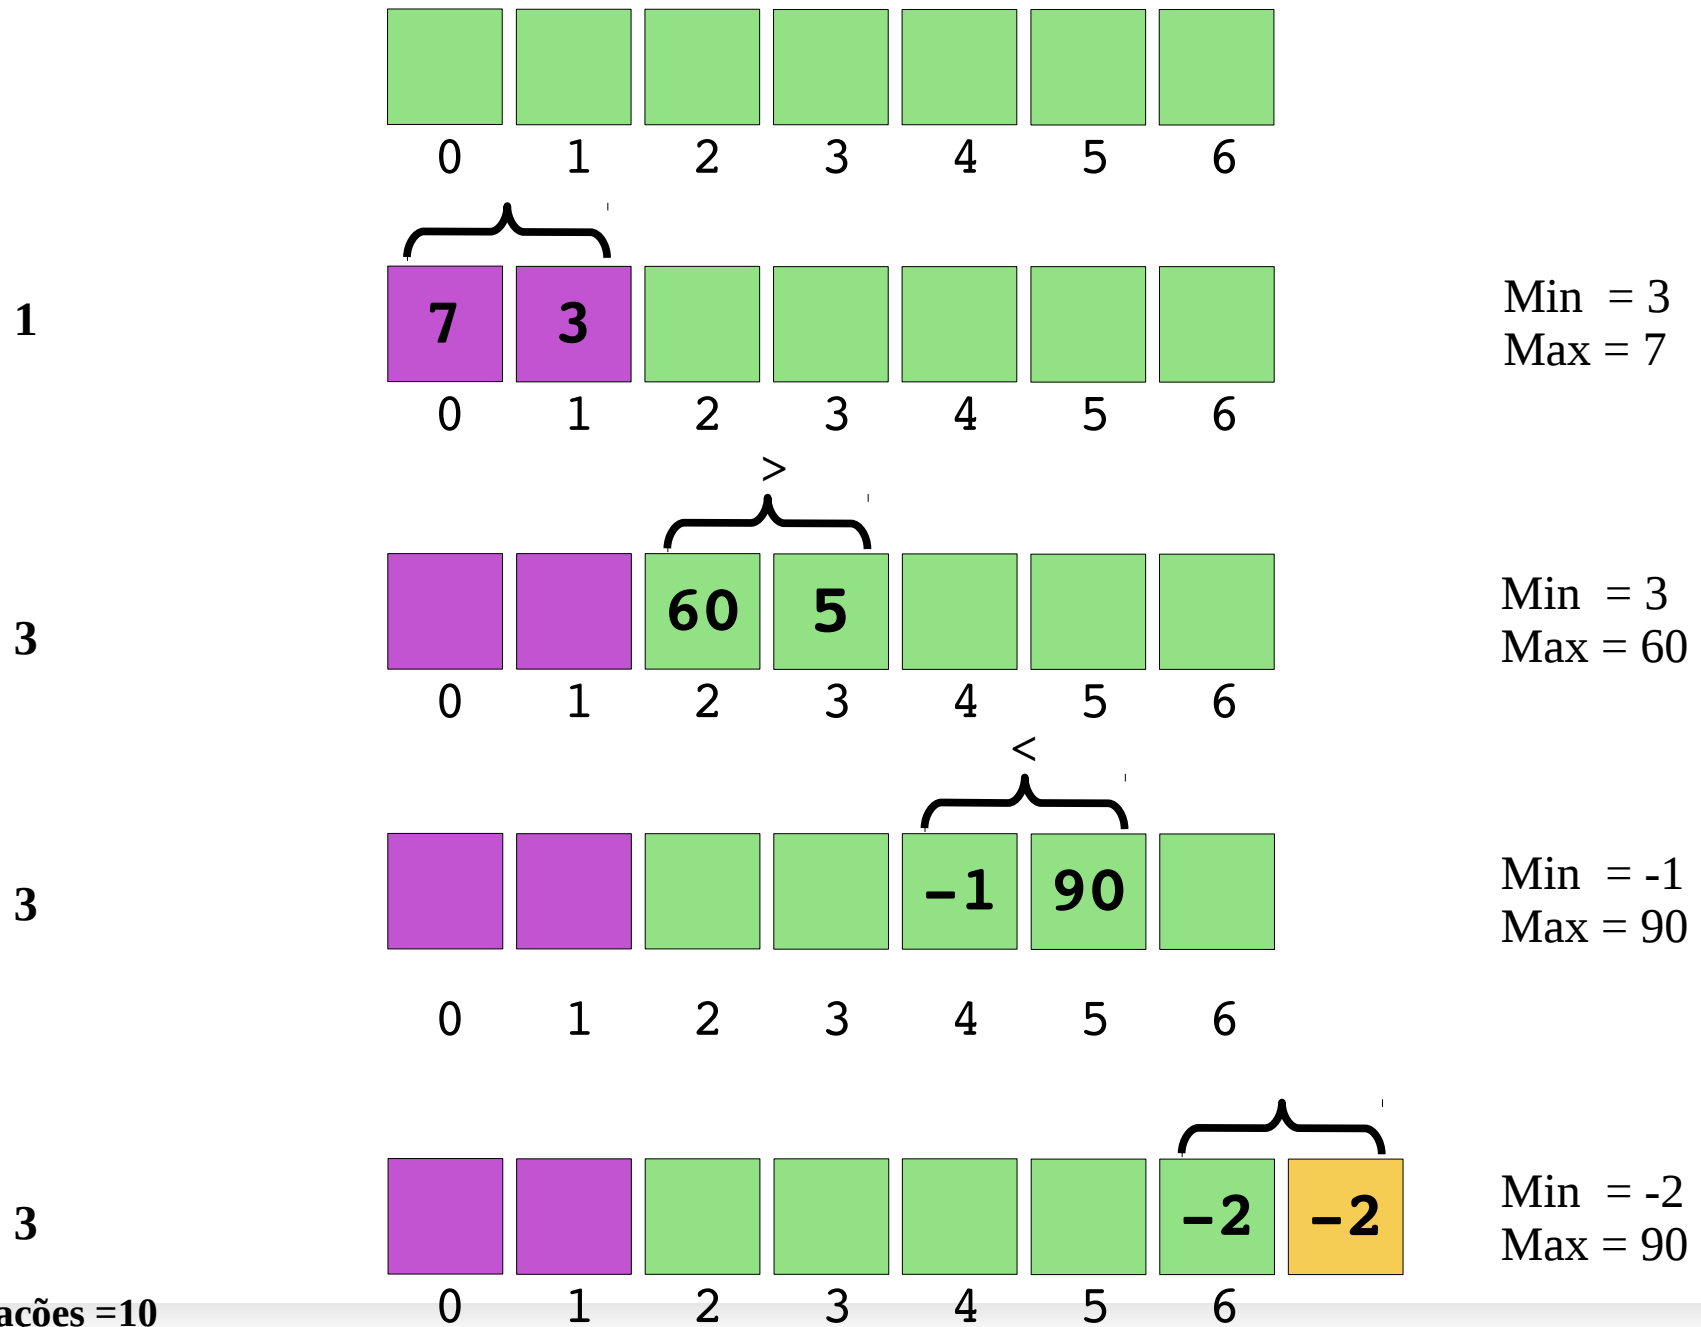 0 1 2 3 4 5 6
1
7 3
Min = 3
Max = 7
0 1 2 3 4 5 6
>
3
60 5
Min = 3
Max = 60
0 1 2 3 4 5 6
<
3
-1 90
Min = -1
Max = 90
0 1 2 3 4 5 6
3
-2 -2
Min = -2
Max = 90
0 1 2 3 4 5 6
ações =10